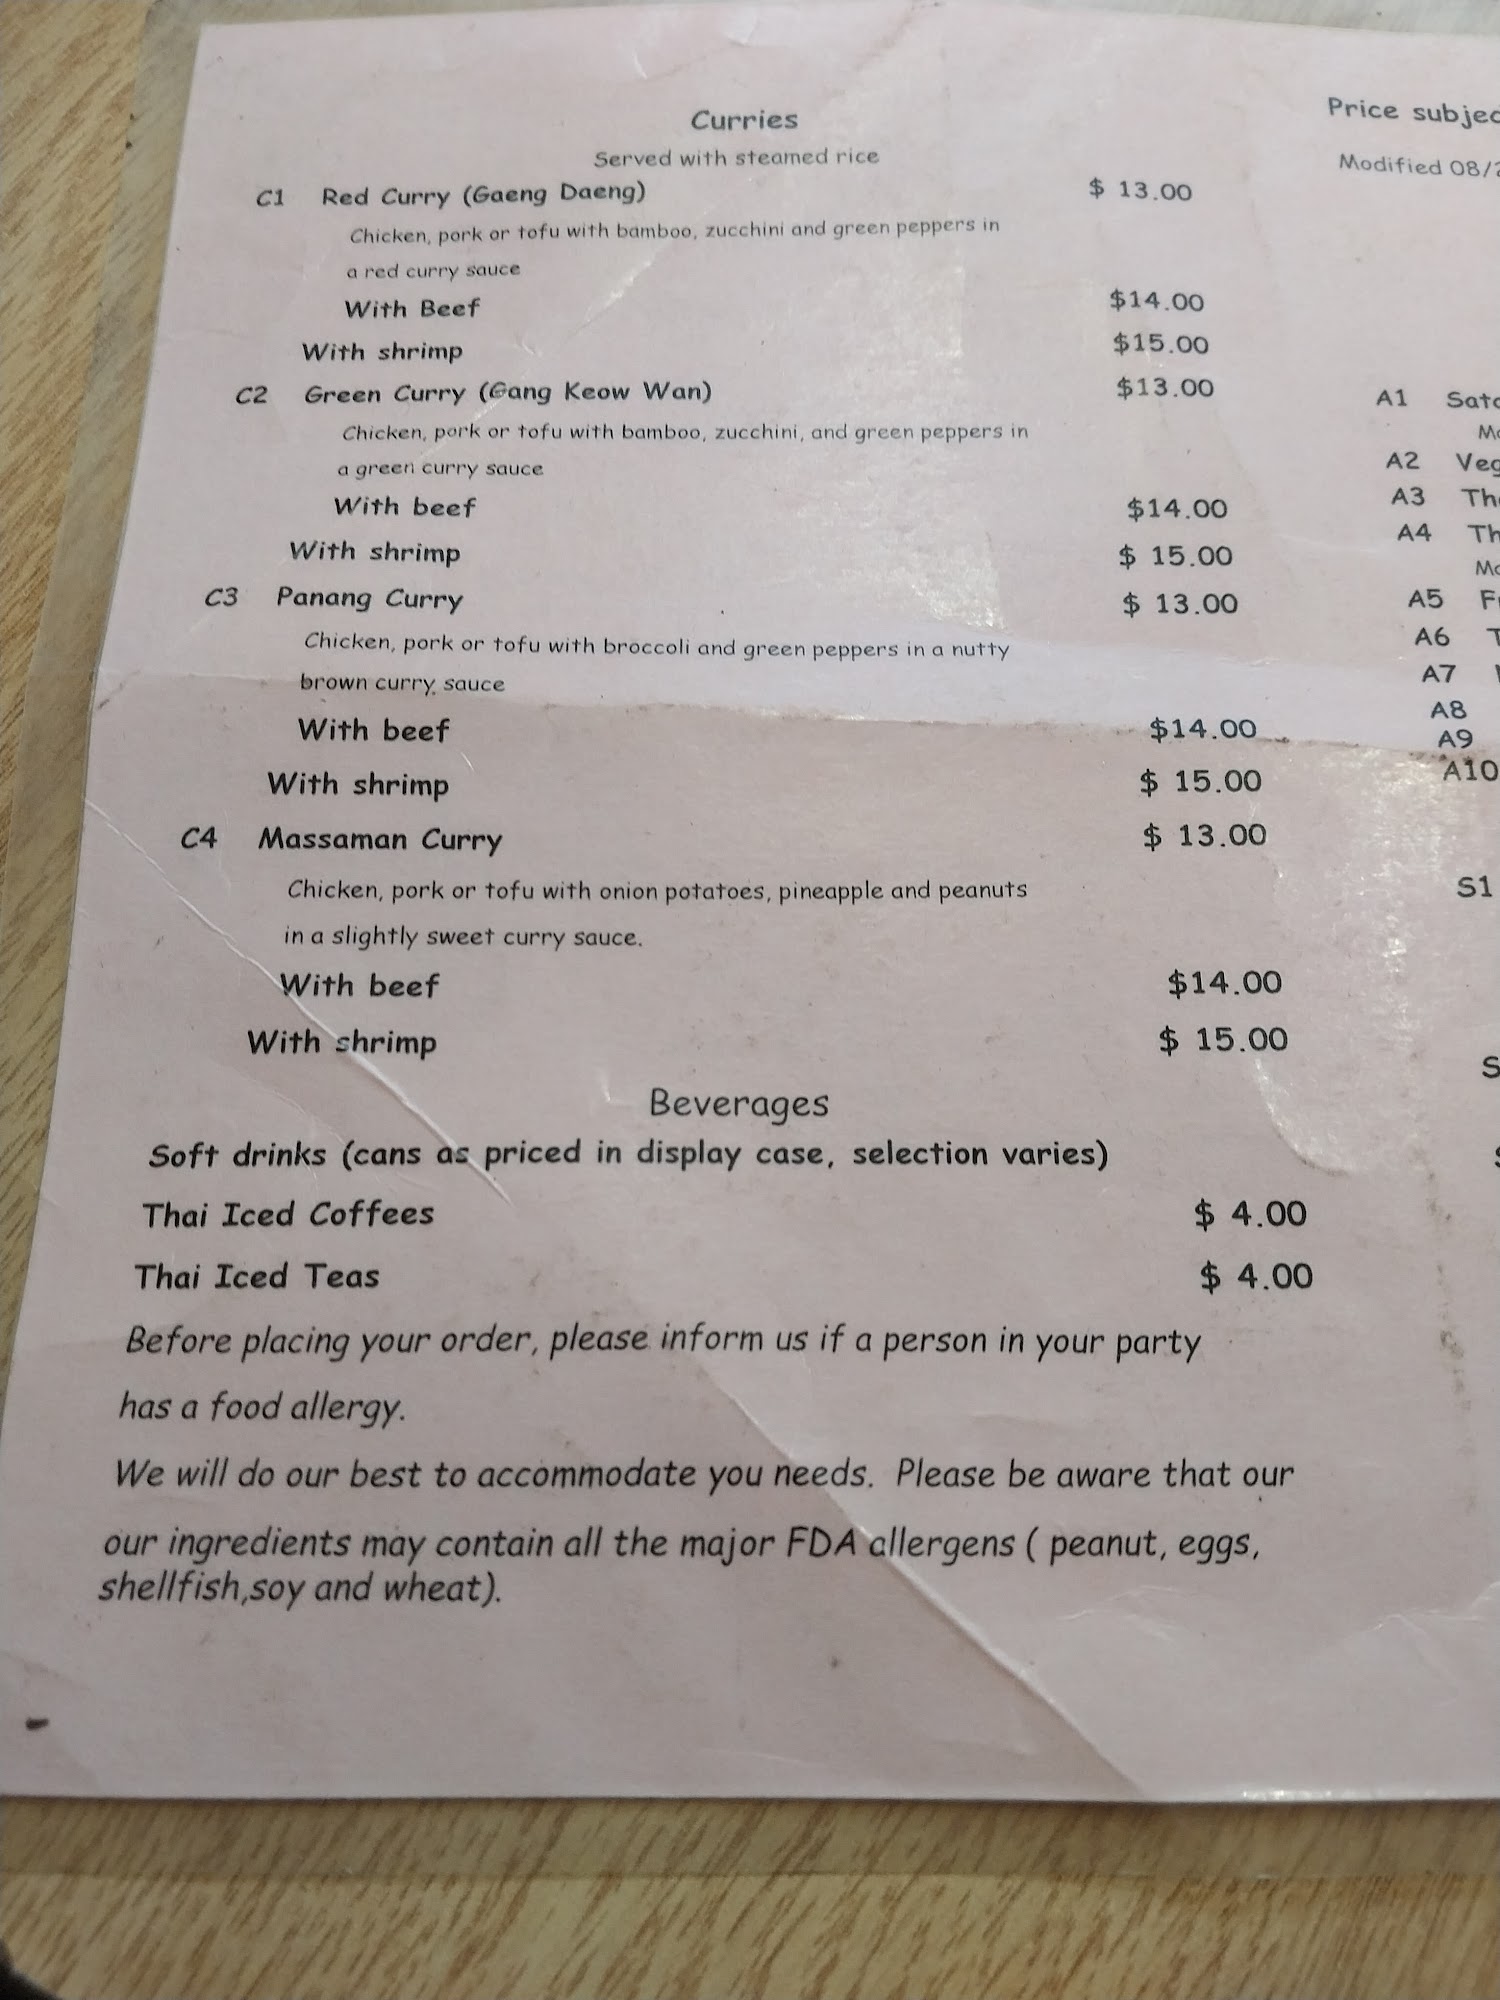 Curries
Served with steamed rice
C1 Red Curry (Gaeng Daeng) $ 13.00
Chicken, pork or tofu with bamboo, zucchini and green peppers in
a red curry sauce
With Beef $14.00
With shrimp $15.00
C2 Green Curry (Gang Keow Wan) $13.00
Chicken, pork or tofu with bamboo, zucchini, and green peppers in
a green curry sauce
With beef $14.00
With shrimp $ 15.00
C3 Panang Curry $ 13.00
Chicken, pork or tofu with broccoli and green peppers in a nutty
brown curry sauce
With beef $14.00
With shrimp $ 15.00
C4 Massaman Curry $ 13.00
Chicken, pork or tofu with onion potatoes, pineapple and peanuts
in a slightly sweet curry sauce.
With beef $14.00
With shrimp $ 15.00
Beverages
Soft drinks (cans as priced in display case, selection varies)
Thai Iced Coffees $ 4.00
Thai Iced Teas $ 4.00
Before placing your order, please inform us if a person in your party
has a food allergy.
We will do our best to accommodate you needs. Please be aware that our
our ingredients may contain all the major FDA allergens ( peanut, eggs,
shellfish,soy and wheat).
Price
Modified
A1
A2
A3
A4
A5
A6
A7
A8
A9
A10
S1